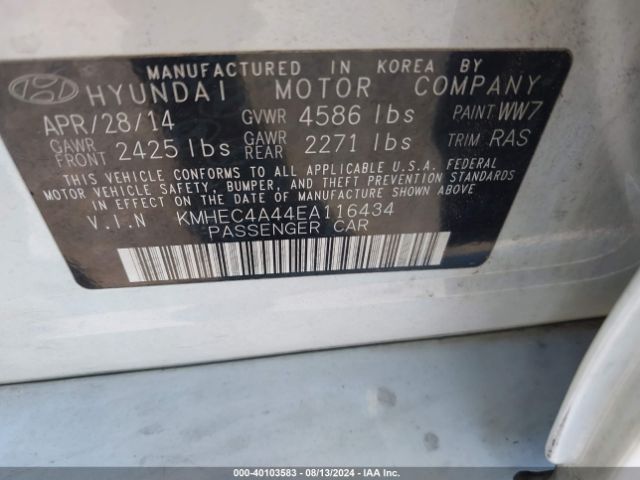 MANUFACTURED IN KOREA BY
HYUNDAI MOTOR COMPANY
APR/28/14 GVWR 4586 lbs PAINT WW7
GAWR FRONT 2425 lbs GAWR REAR 2271 lbs TRIM RAS
THIS VEHICLE CONFORMS TO ALL APPLICABLE U.S.A. FEDERAL
MOTOR VEHICLE SAFETY, BUMPER, AND THEFT PREVENTION STANDARDS
IN EFFECT ON THE DATE OF MANUFACTURE SHOWN ABOVE.
V.I.N KMHEC4A44EA116434
PASSENGER CAR
000-40103583 - 08/13/2024 - IAA Inc.